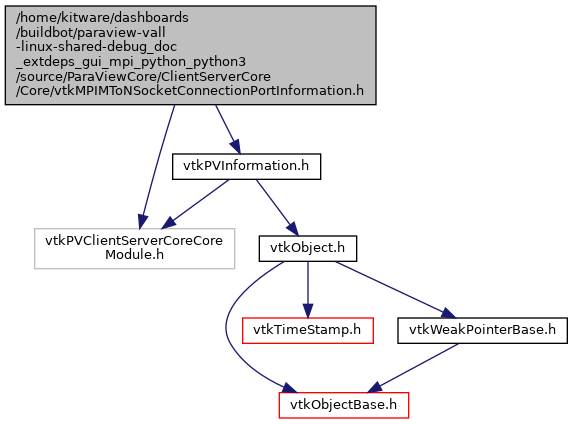 /home/kitware/dashboards
/buildbot/paraview-vall
-linux-shared-debug_doc
_extdeps_gui_mpi_python_python3
/source/ParaViewCore/ClientServerCore
/Core/vtkMPIMToNSocketConnectionPortInformation.h
vtkPVInformation.h
vtkPVClientServerCoreCore
Module.h
vtkObject.h
vtkTimeStamp.h
vtkWeakPointerBase.h
vtkObjectBase.h